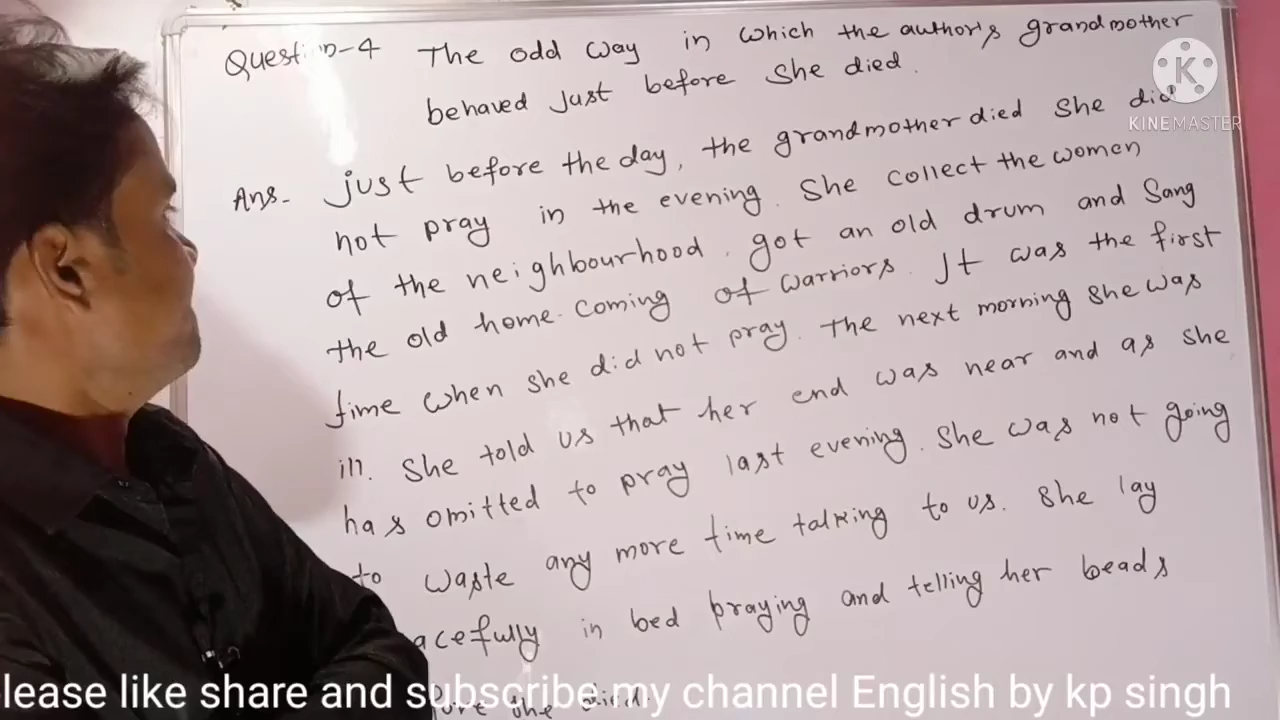 Question-4 The odd way in which the author's grandmother
behaved just before she died.
Ans- just before the day, the grandmother died she did
not pray in the evening. She collect the women
of the neighbourhood. got an old drum and Sang
the old home-coming of warriors. It was the first
time when she did not pray. The next morning she was
ill. She told us that her end was near and as she
has omitted to pray last evening. She was not going
to waste any more time talking to us. She lay
acefully in bed praying and telling her beads
she died.
KINEMASTER
lease like share and subscribe my channel English by kp singh